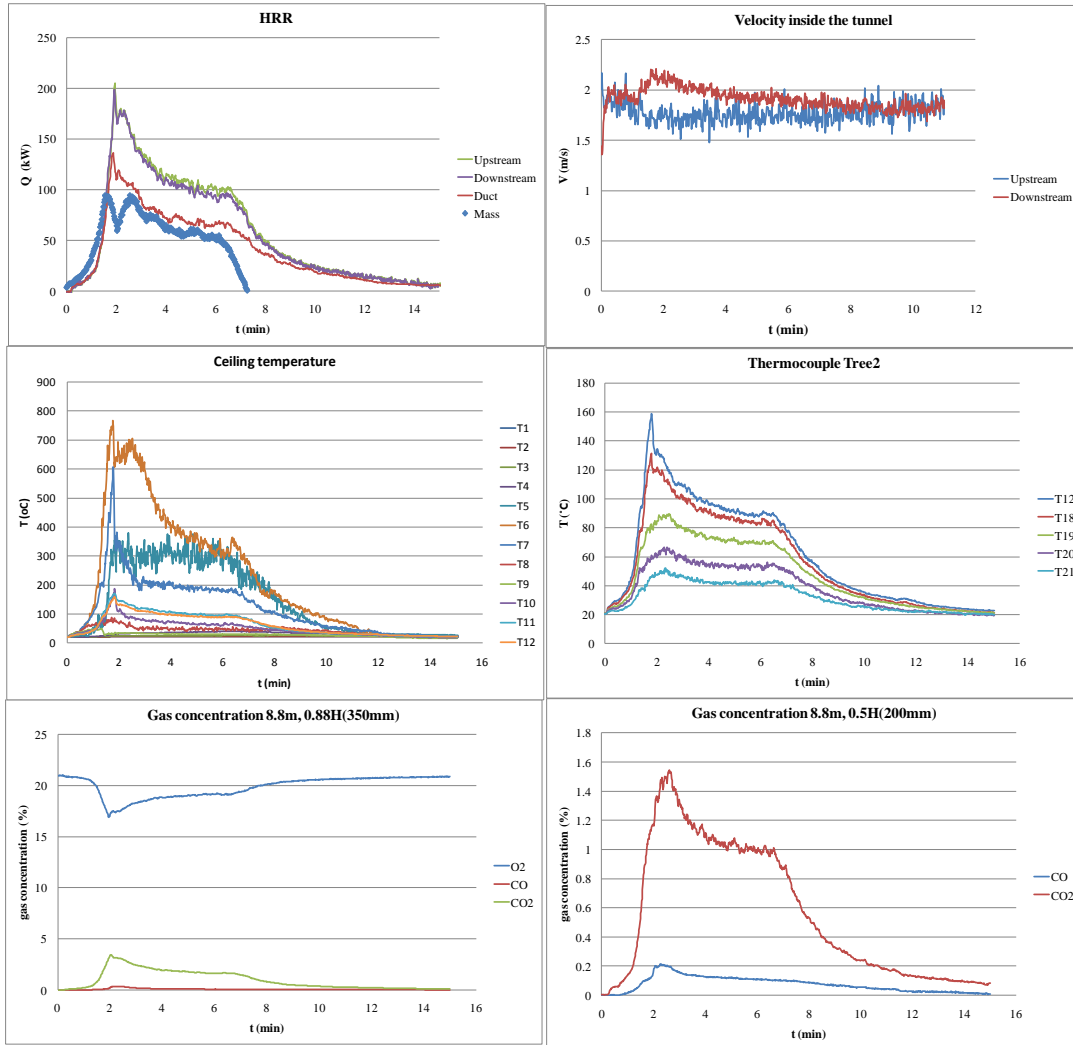 HRR
250
200
150
100
50
0
Q (kW)
0 2 4 6 8 10 12 14
t (min)
Upstream
Downstream
Duct
Mass
Velocity inside the tunnel
2.5
2
1.5
1
0.5
0
V (m/s)
0 2 4 6 8 10 12
t (min)
Upstream
Downstream
Ceiling temperature
900
800
700
600
500
400
300
200
100
0
T (oC)
0 2 4 6 8 10 12 14 16
t (min)
T1
T2
T3
T4
T5
T6
T7
T8
T9
T10
T11
T12
Thermocouple Tree2
180
160
140
120
100
80
60
40
20
0
T (˚C)
0 2 4 6 8 10 12 14 16
t (min)
T12
T18
T19
T20
T21
Gas concentration 8.8m, 0.88H(350mm)
25
20
15
10
5
0
gas concentration (%)
0 2 4 6 8 10 12 14 16
t (min)
O2
CO
CO2
Gas concentration 8.8m, 0.5H(200mm)
1.8
1.6
1.4
1.2
1
0.8
0.6
0.4
0.2
0
gas concentration (%)
0 2 4 6 8 10 12 14 16
t (min)
CO
CO2